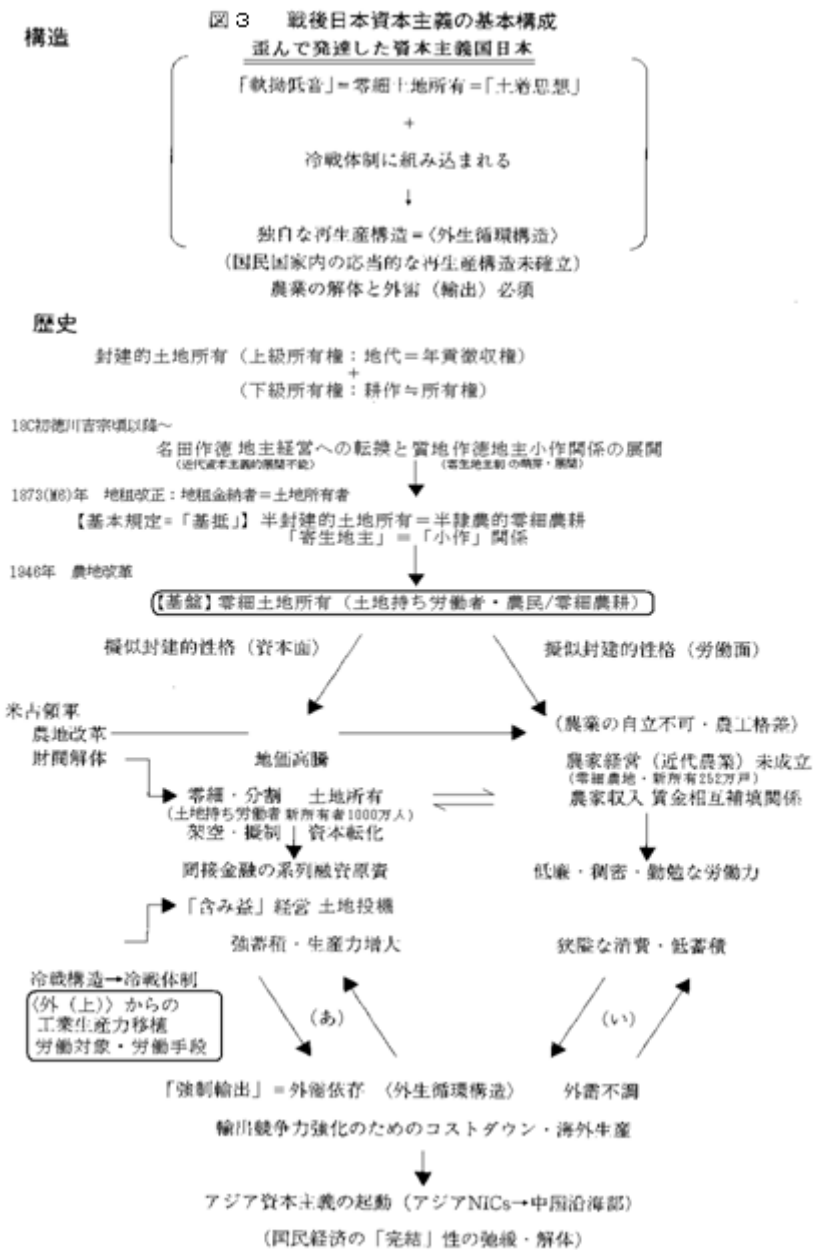 図3 戦後日本資本主義の基本構成
構造
歪んで発達した資本主義国日本
「執拗低音」=零細土地所有=「土着思想」
+
冷戦体制に組み込まれる
↓
独自な再生産構造=〈外生循環構造〉
(国民国家内の応当的な再生産構造未確立)
農業の解体と外需(輸出)必須
歴史
封建的土地所有(上級所有権:地代=年貢徴収権)
+
(下級所有権:耕作≒所有権)
18C初徳川吉宗頃以降~
名田作徳 地主経営への転換と質地作徳地主小作関係の展開
(近代資本主義的展開不能) (寄生地主制の萌芽・展開)
1873(M6)年 地租改正:地租金納者=土地所有者
【基本規定=「基抵」】半封建的土地所有=半隷農的零細農耕
「寄生地主」=「小作」関係
1946年 農地改革
【基盤】零細土地所有(土地持ち労働者・農民/零細農耕)
擬似封建的性格(資本面) 擬似封建的性格(労働面)
米占領軍
農地改革 (農業の自立不可・農工格差)
財閥解体 地価高騰 農家経営(近代農業)未成立
(零細農地・新所有252万戸)
零細・分割 土地所有 農家収入 賃金相互補填関係
(土地持ち労働者 新所有者1000万人)
架空・擬制 資本転化
間接金融の系列融資原資 低廉・稠密・勤勉な労働力
「含み益」経営 土地投機
強蓄積・生産力増大 狭隘な消費・低蓄積
冷戦構造→冷戦体制
〈外(上)〉からの
工業生産力移植
労働対象・労働手段
(あ) (い)
「強制輸出」=外需依存 〈外生循環構造〉 外需不調
輸出競争力強化のためのコストダウン・海外生産
アジア資本主義の起動(アジアNICs→中国沿海部)
(国民経済の「完結」性の弛緩・解体)